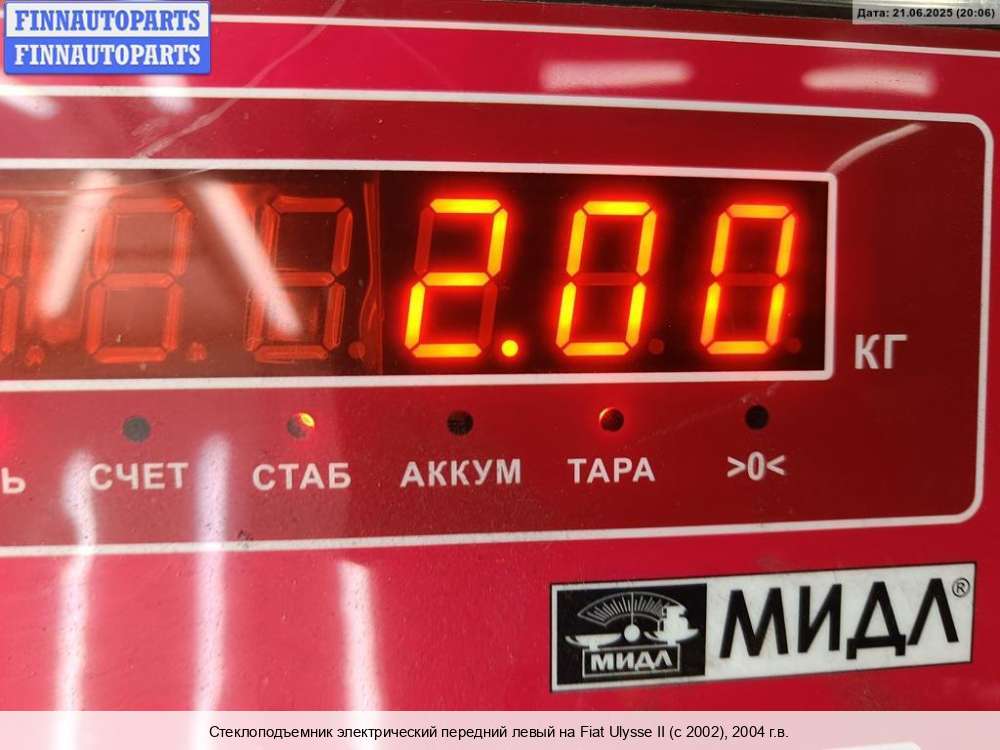 FINNAUTOPARTS
FINNAUTOPARTS
Дата: 21.06.2025 (20:06)
2.00
КГ
Ь СЧЕТ СТАБ АККУМ ТАРА >0<
МИДЛ®
МИДЛ
Стеклоподъемник электрический передний левый на Fiat Ulysse II (с 2002), 2004 г.в.